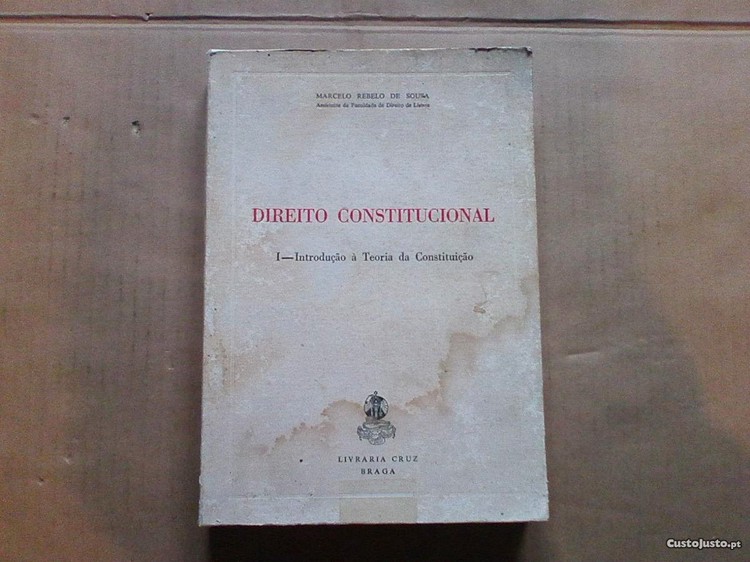 MARCELO REBELO DE SOUSA
Assistente da Faculdade de Direito de Lisboa
DIREITO CONSTITUCIONAL
I—Introdução à Teoria da Constituição
LIVRARIA CRUZ
BRAGA
CustoJusto.pt